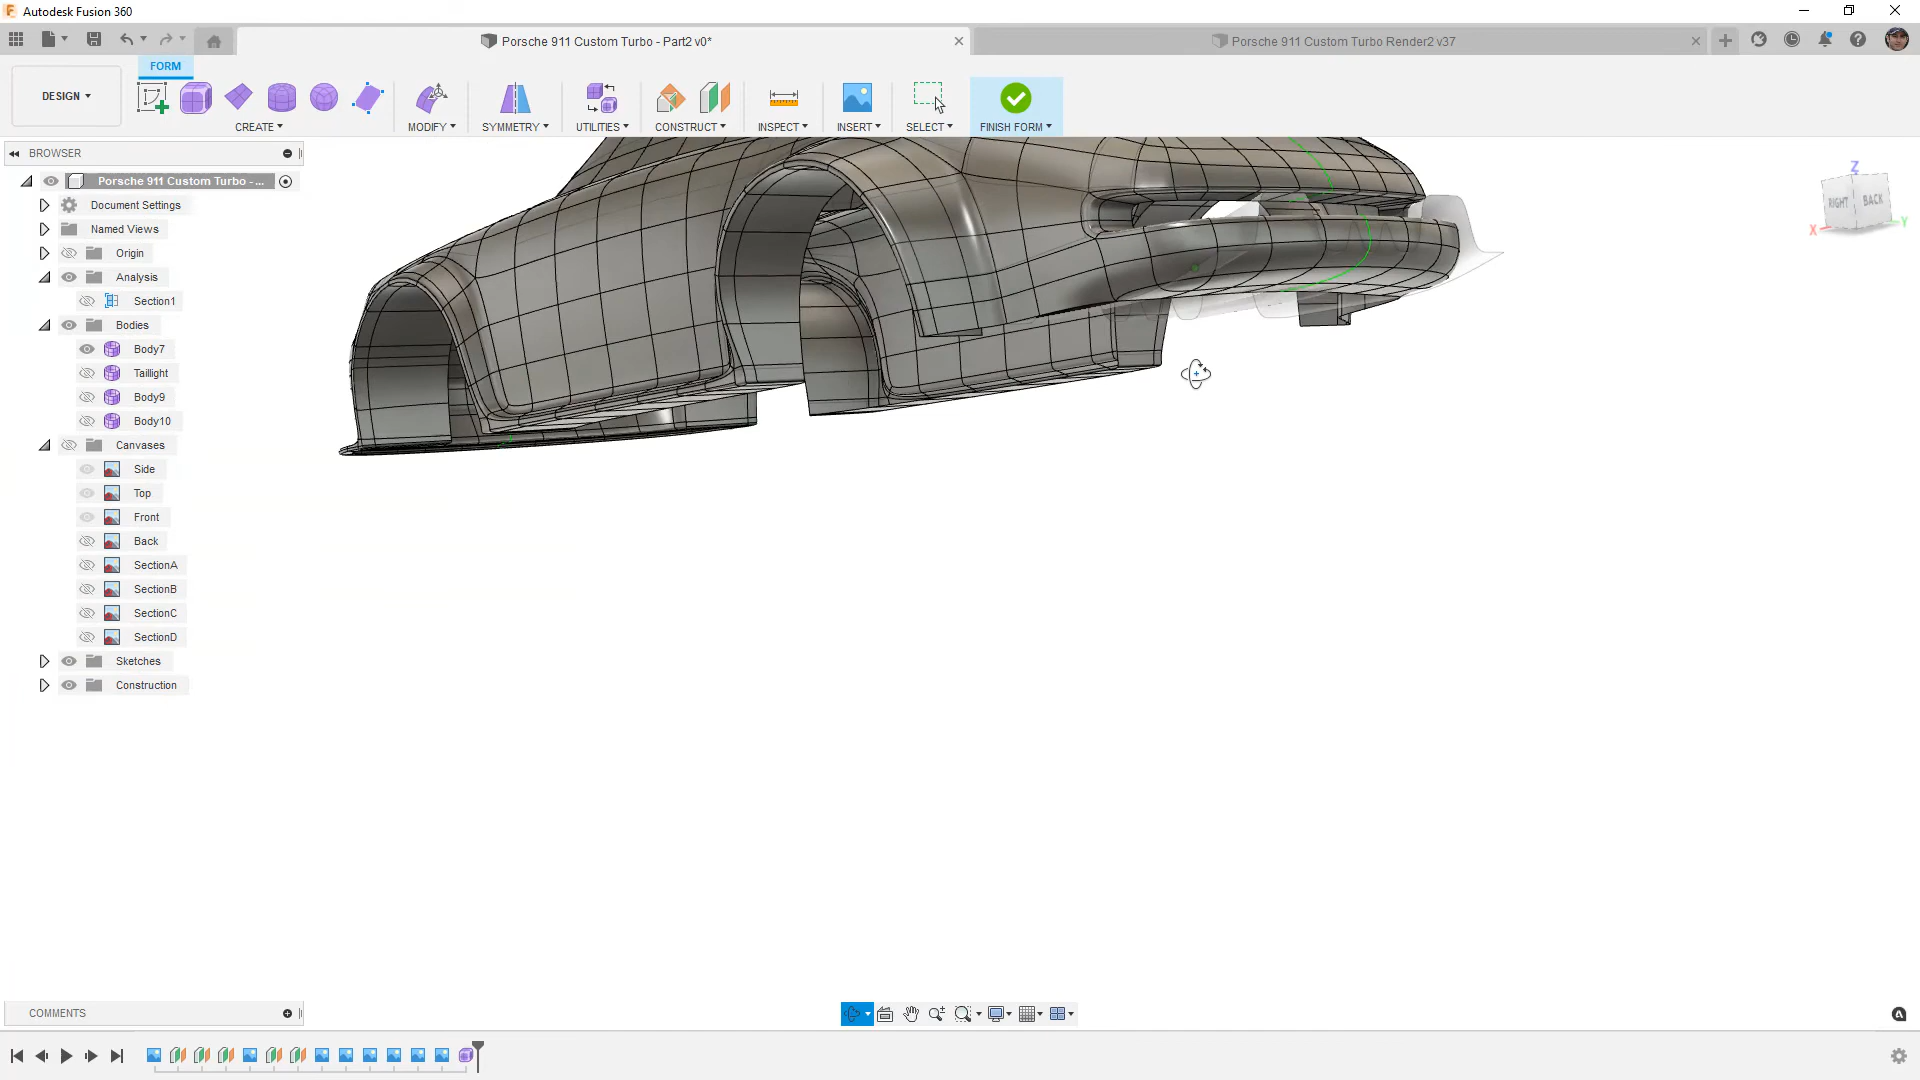 Autodesk Fusion 360
Porsche 911 Custom Turbo - Part2 v0*
Porsche 911 Custom Turbo Render2 v37
FORM
DESIGN
CREATE
MODIFY
SYMMETRY
UTILITIES
CONSTRUCT
INSPECT
INSERT
SELECT
FINISH FORM
BROWSER
Porsche 911 Custom Turbo - ...
Document Settings
Named Views
Origin
Analysis
Section1
Bodies
Body7
Taillight
Body9
Body10
Canvases
Side
Top
Front
Back
SectionA
SectionB
SectionC
SectionD
Sketches
Construction
Z
RIGHT
BACK
X
Y
COMMENTS